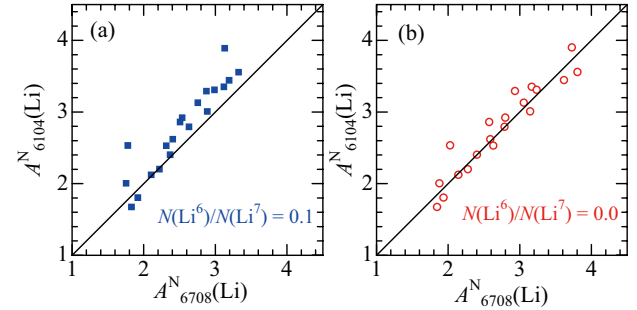 (a)
4
3
2
1
A^N_6104(Li)
N(Li^6)/N(Li^7) = 0.1
1 2 3 4
A^N_6708(Li)
(b)
4
3
2
1
A^N_6104(Li)
N(Li^6)/N(Li^7) = 0.0
1 2 3 4
A^N_6708(Li)